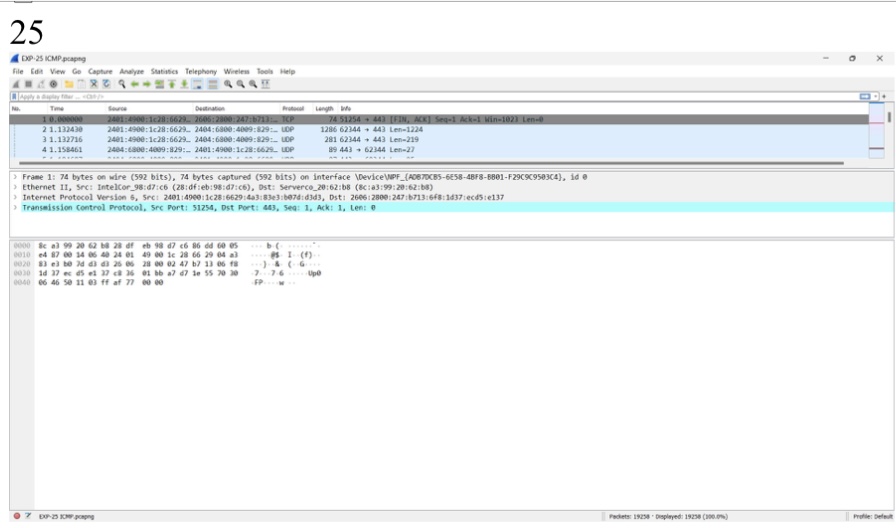 25
EXP-25 ICMP.pcapng
File Edit View Go Capture Analyze Statistics Telephony Wireless Tools Help
Apply a display filter ... <Ctrl-/>
No. Time Source Destination Protocol Length Info
1 0.000000 2401:4900:1c28:6629… 2606:2800:247:b713:… TCP 74 51254 → 443 [FIN, ACK] Seq=1 Ack=1 Win=1023 Len=0
2 1.132430 2401:4900:1c28:6629… 2404:6800:4009:829:… UDP 1286 62344 → 443 Len=1224
3 1.132716 2401:4900:1c28:6629… 2404:6800:4009:829:… UDP 281 62344 → 443 Len=219
4 1.158461 2404:6800:4009:829:… 2401:4900:1c28:6629… UDP 89 443 → 62344 Len=27
Frame 1: 74 bytes on wire (592 bits), 74 bytes captured (592 bits) on interface \Device\NPF_{ADB7DCB5-6E58-4BF8-BB01-F29C9C9503C4}, id 0
Ethernet II, Src: IntelCor_98:d7:c6 (28:df:eb:98:d7:c6), Dst: Serverco_20:62:b8 (8c:a3:99:20:62:b8)
Internet Protocol Version 6, Src: 2401:4900:1c28:6629:4a3:83e3:b07d:d3d3, Dst: 2606:2800:247:b713:6f8:1d37:ecd5:e137
Transmission Control Protocol, Src Port: 51254, Dst Port: 443, Seq: 1, Ack: 1, Len: 0
0000 8c a3 99 20 62 b8 28 df eb 98 d7 c6 86 dd 60 05 ··· b·(· ······`·
0010 e4 87 00 14 06 40 24 01 49 00 1c 28 66 29 04 a3 ·····@$· I··(f)··
0020 83 e3 b0 7d d3 d3 26 06 28 00 02 47 b7 13 06 f8 ···}··&· (··G····
0030 1d 37 ec d5 e1 37 c8 36 01 bb a7 d7 1e 55 70 30 ·7···7·6 ·····Up0
0040 06 46 50 11 03 ff af 77 00 00 ·FP····w ··
EXP-25 ICMP.pcapng
Packets: 19258 · Displayed: 19258 (100.0%)
Profile: Default